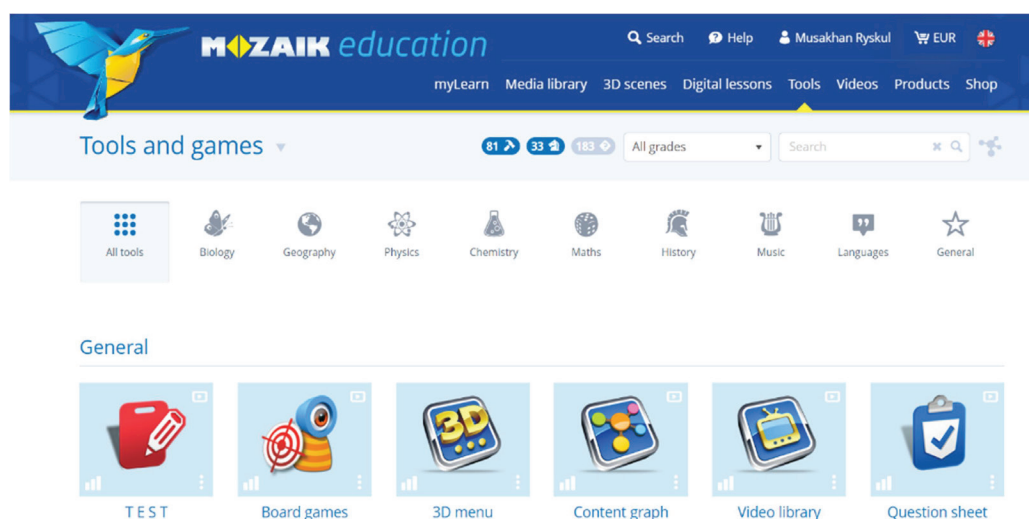 MOZAIK education
Search Help Musakhan Ryskul EUR
myLearn Media library 3D scenes Digital lessons Tools Videos Products Shop
Tools and games 81 33 183 All grades Search
All tools Biology Geography Physics Chemistry Maths History Music Languages General
General
3D
TEST Board games 3D menu Content graph Video library Question sheet